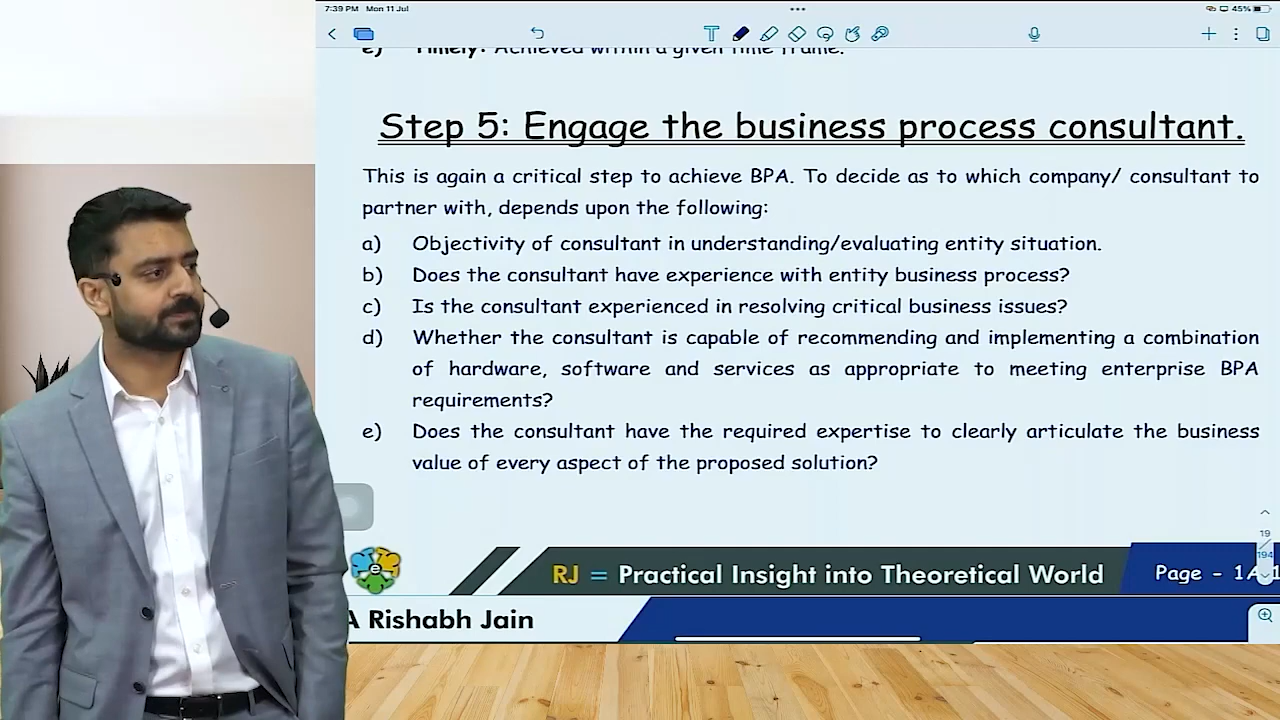 7:39 PM Mon 11 Jul
45%
e) Timely: Achieved within a given time frame.
Step 5: Engage the business process consultant.
This is again a critical step to achieve BPA. To decide as to which company/ consultant to
partner with, depends upon the following:
a) Objectivity of consultant in understanding/evaluating entity situation.
b) Does the consultant have experience with entity business process?
c) Is the consultant experienced in resolving critical business issues?
d) Whether the consultant is capable of recommending and implementing a combination
of hardware, software and services as appropriate to meeting enterprise BPA
requirements?
e) Does the consultant have the required expertise to clearly articulate the business
value of every aspect of the proposed solution?
19
194
e
RJ = Practical Insight into Theoretical World
Page - 1A
A Rishabh Jain